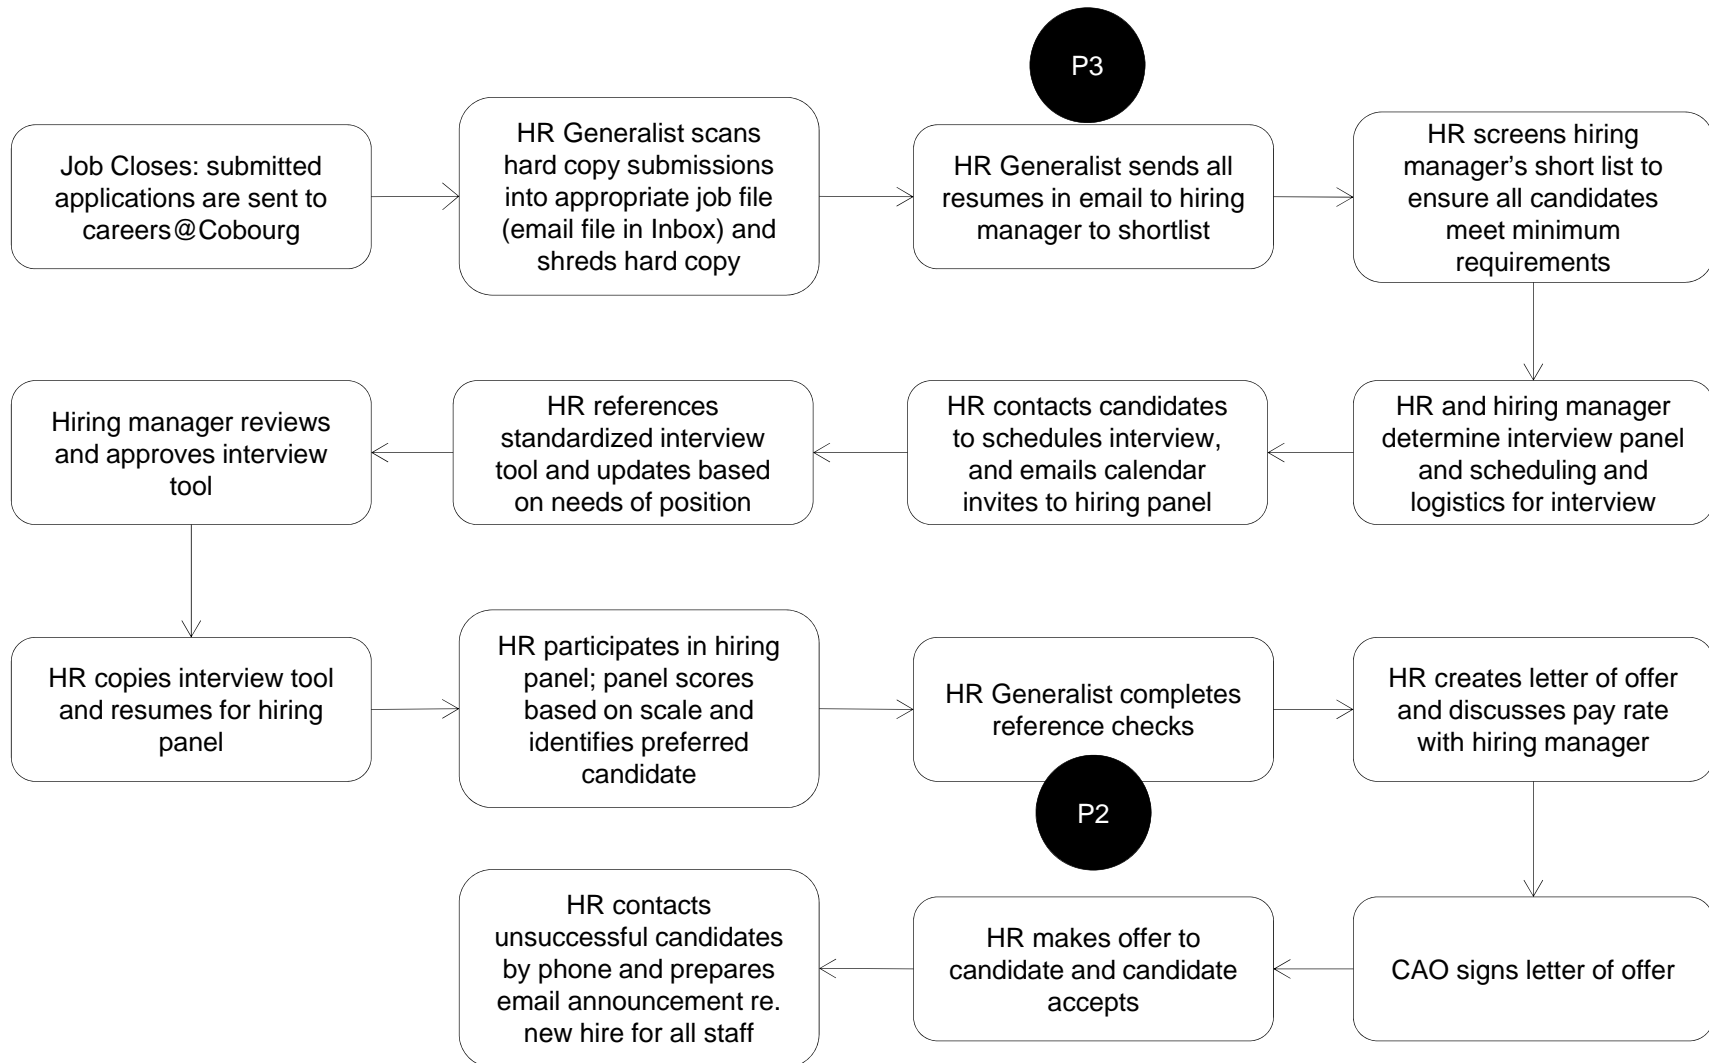 P3
Job Closes: submitted
applications are sent to
careers@Cobourg
HR Generalist scans
hard copy submissions
into appropriate job file
(email file in Inbox) and
shreds hard copy
HR Generalist sends all
resumes in email to hiring
manager to shortlist
HR screens hiring
manager’s short list to
ensure all candidates
meet minimum
requirements
HR and hiring manager
determine interview panel
and scheduling and
logistics for interview
HR contacts candidates
to schedules interview,
and emails calendar
invites to hiring panel
HR references
standardized interview
tool and updates based
on needs of position
Hiring manager reviews
and approves interview
tool
HR copies interview tool
and resumes for hiring
panel
HR participates in hiring
panel; panel scores
based on scale and
identifies preferred
candidate
HR Generalist completes
reference checks
P2
HR creates letter of offer
and discusses pay rate
with hiring manager
CAO signs letter of offer
HR makes offer to
candidate and candidate
accepts
HR contacts
unsuccessful candidates
by phone and prepares
email announcement re.
new hire for all staff